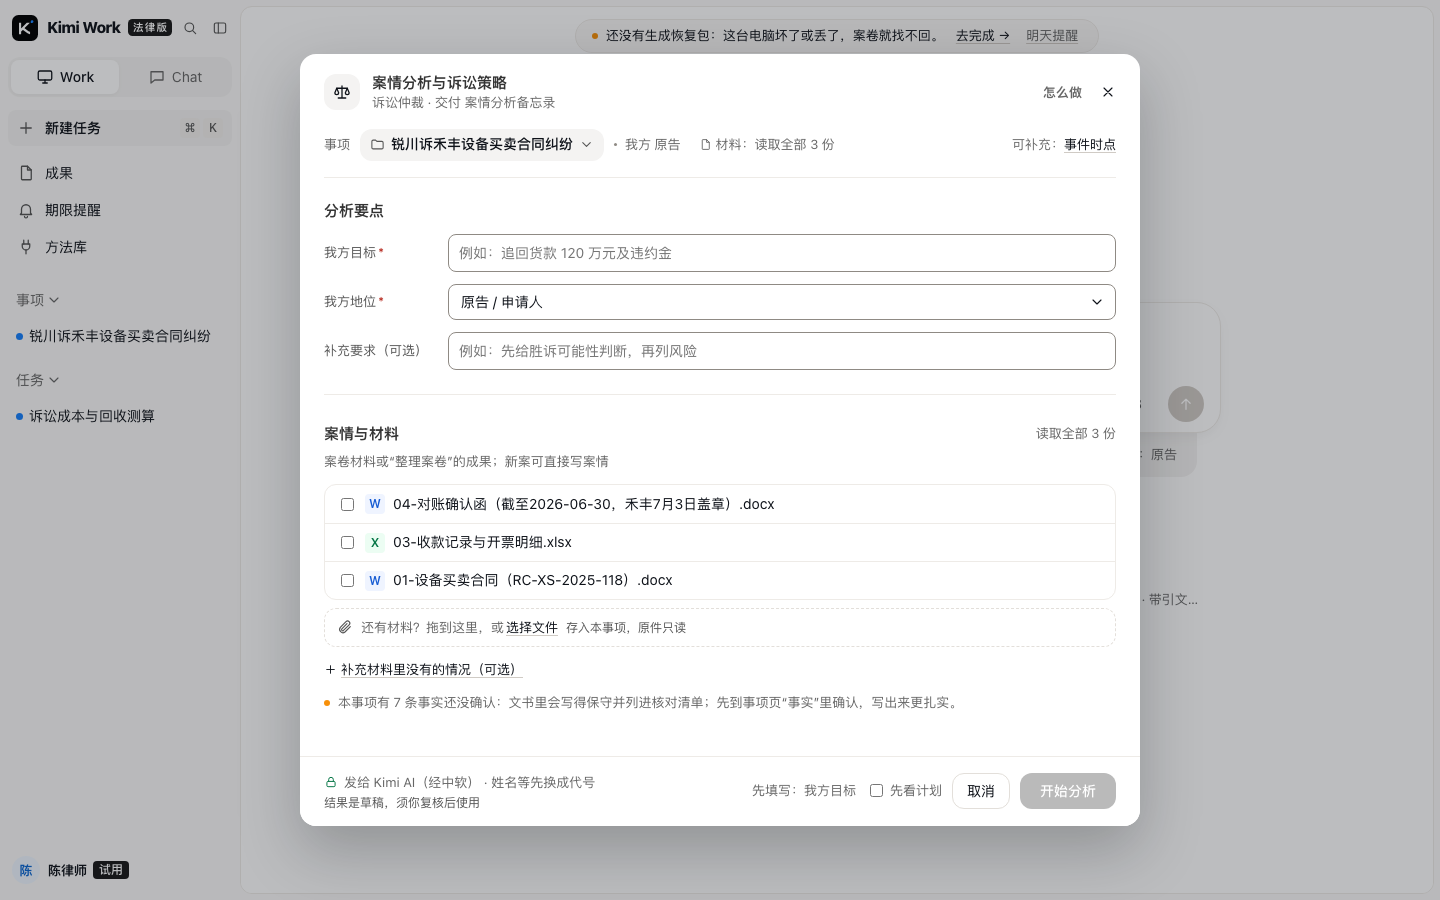 Kimi Work 法律版
还没有生成恢复包：这台电脑坏了或丢了，案卷就找不回。 去完成 → 明天提醒
Work Chat
新建任务 ⌘ K
成果
期限提醒
方法库
事项
锐川诉禾丰设备买卖合同纠纷
任务
诉讼成本与回收测算
陈 陈律师 试用
案情分析与诉讼策略
诉讼仲裁 · 交付 案情分析备忘录
怎么做
事项 锐川诉禾丰设备买卖合同纠纷 • 我方 原告 材料：读取全部 3 份 可补充：事件时点
分析要点
我方目标* 例如：追回货款 120 万元及违约金
我方地位* 原告 / 申请人
补充要求（可选） 例如：先给胜诉可能性判断，再列风险
案情与材料 读取全部 3 份
案卷材料或“整理案卷”的成果；新案可直接写案情
W 04-对账确认函（截至2026-06-30，禾丰7月3日盖章）.docx
X 03-收款记录与开票明细.xlsx
W 01-设备买卖合同（RC-XS-2025-118）.docx
还有材料？拖到这里，或 选择文件 存入本事项，原件只读
+ 补充材料里没有的情况（可选）
本事项有 7 条事实还没确认：文书里会写得保守并列进核对清单；先到事项页“事实”里确认，写出来更扎实。
发给 Kimi AI（经中软） · 姓名等先换成代号
结果是草稿，须你复核后使用
先填写：我方目标 先看计划 取消 开始分析
：原告
· 带引文…